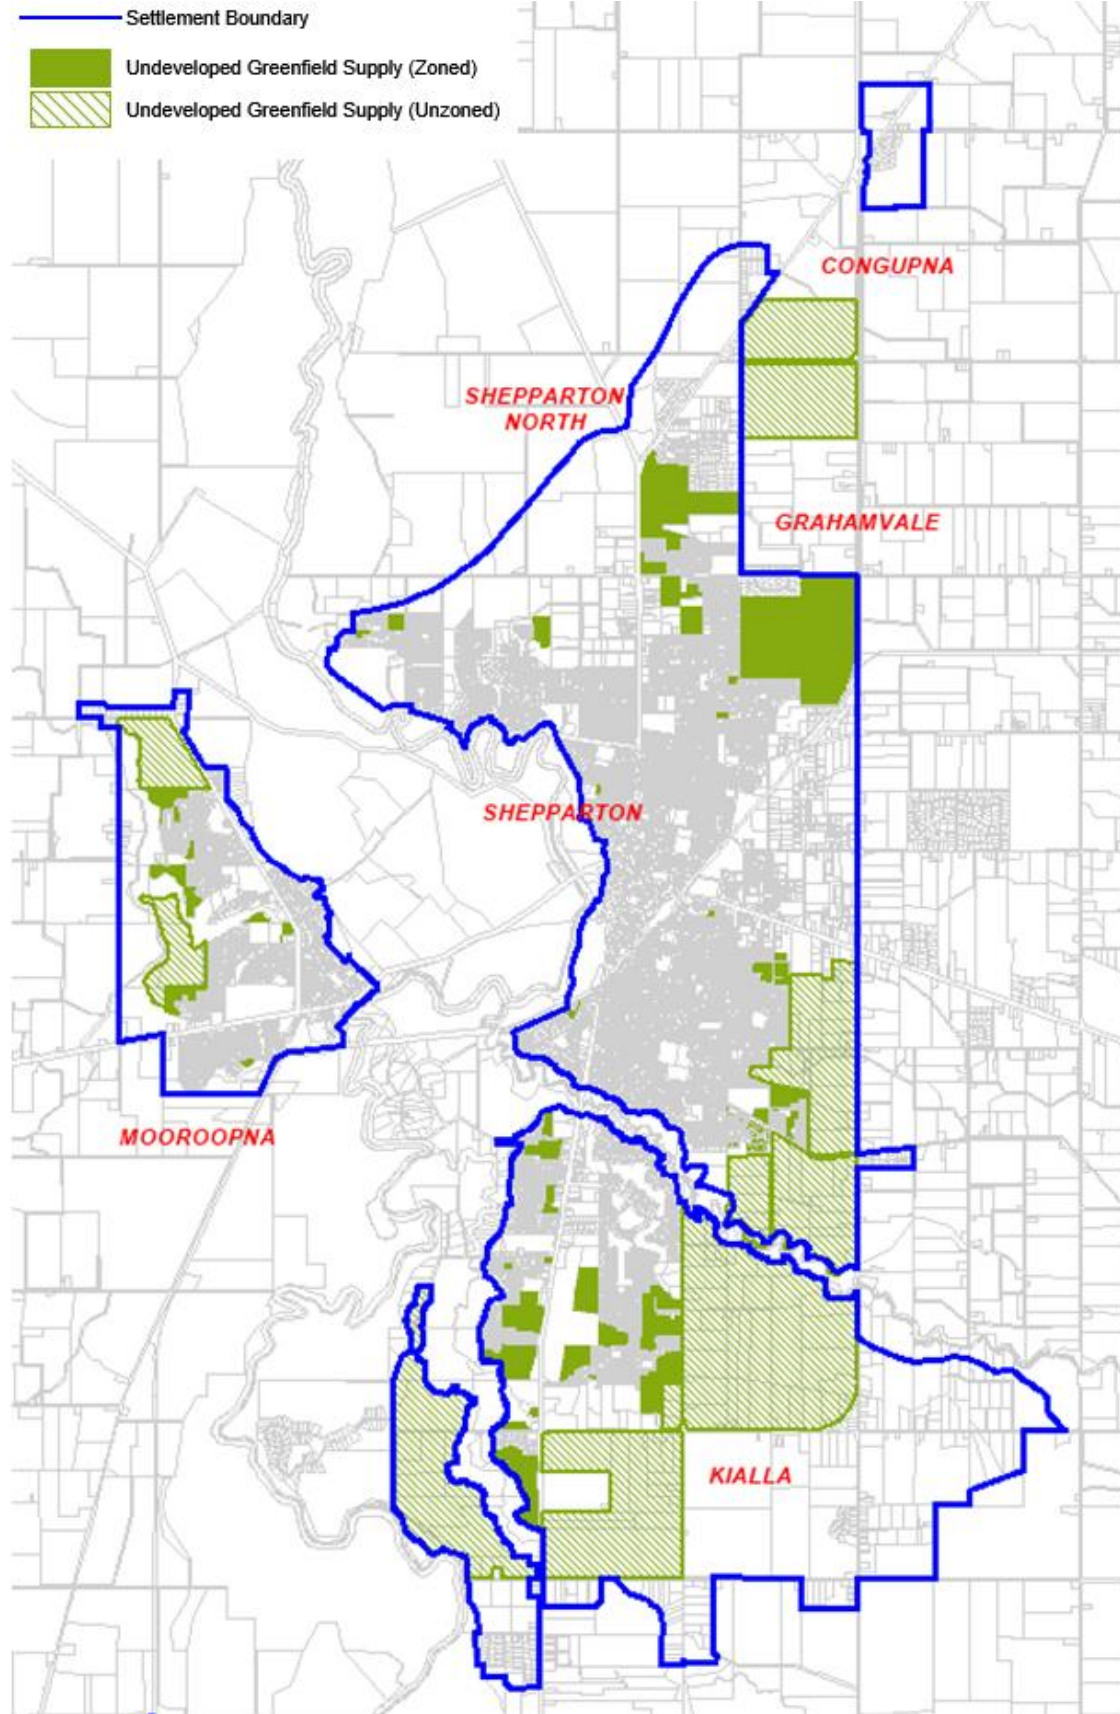 Settlement Boundary
Undeveloped Greenfield Supply (Zoned)
Undeveloped Greenfield Supply (Unzoned)
CONGUPNA
SHEPPARTON
NORTH
GRAHAMVALE
SHEPPARTON
MOOROOPNA
KIALLA